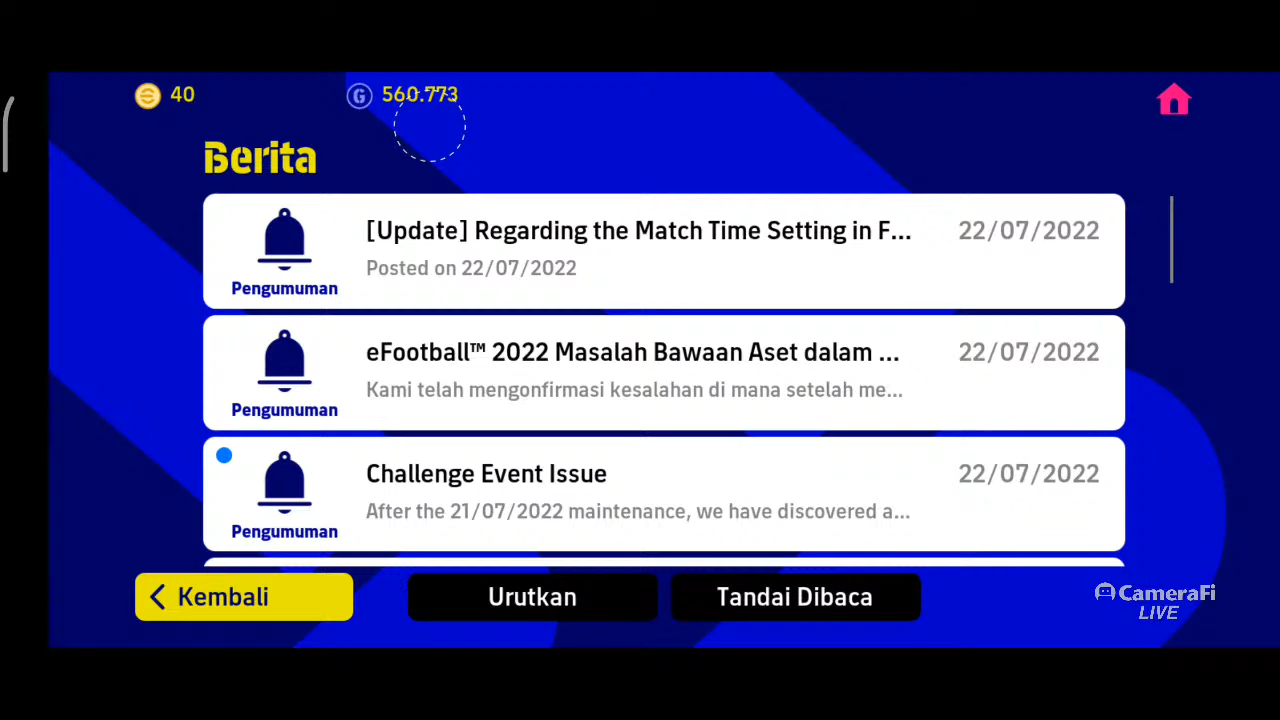 40
560.773
Berita
[Update] Regarding the Match Time Setting in F...
22/07/2022
Posted on 22/07/2022
Pengumuman
eFootball™ 2022 Masalah Bawaan Aset dalam ...
22/07/2022
Kami telah mengonfirmasi kesalahan di mana setelah me...
Pengumuman
Challenge Event Issue
22/07/2022
After the 21/07/2022 maintenance, we have discovered a...
Pengumuman
Kembali
Urutkan
Tandai Dibaca
CameraFi
LIVE